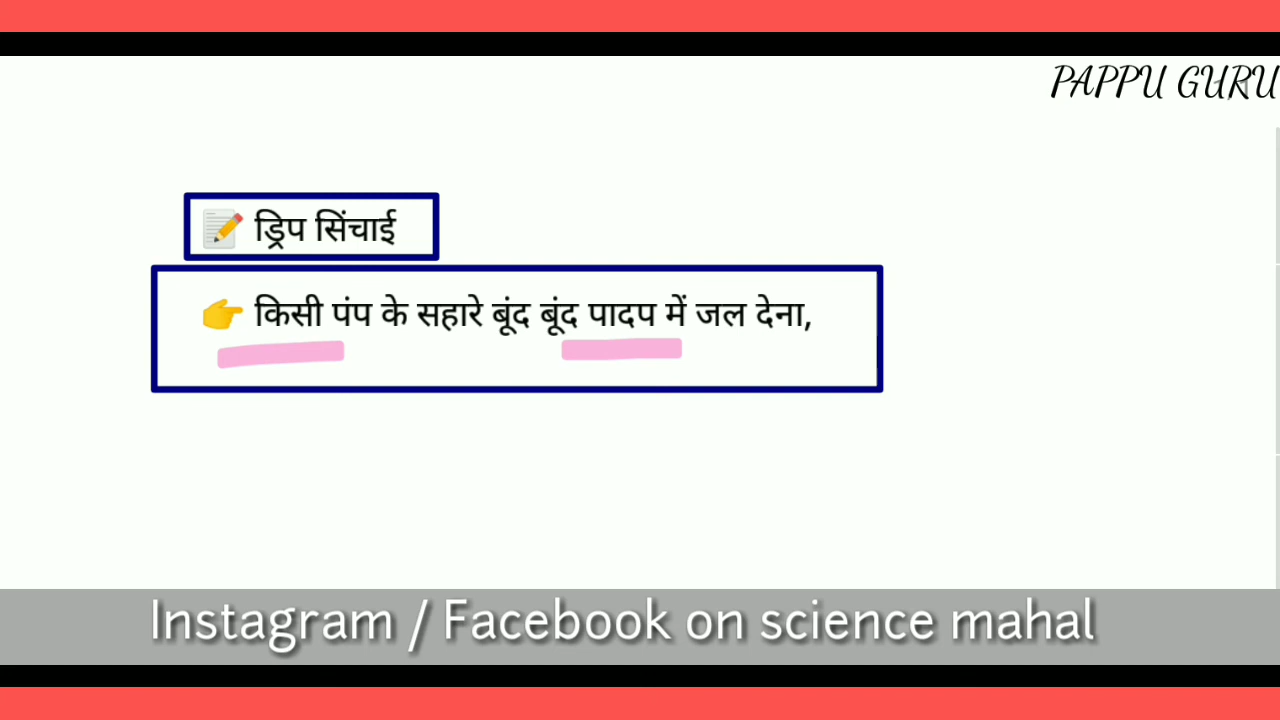 PAPPU GURU
📝 ड्रिप सिंचाई
👉 किसी पंप के सहारे बूंद बूंद पादप में जल देना,
Instagram / Facebook on science mahal